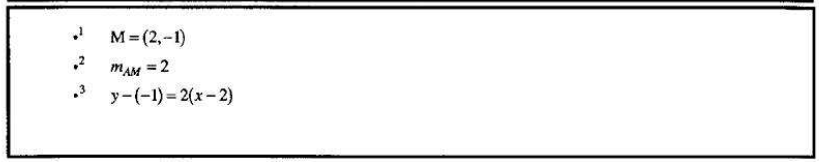 •¹ M = (2,−1)
•² m_AM = 2
•³ y−(−1) = 2(x − 2)